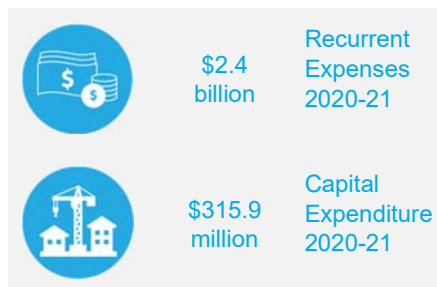 $2.4
billion
Recurrent
Expenses
2020-21
$315.9
million
Capital
Expenditure
2020-21